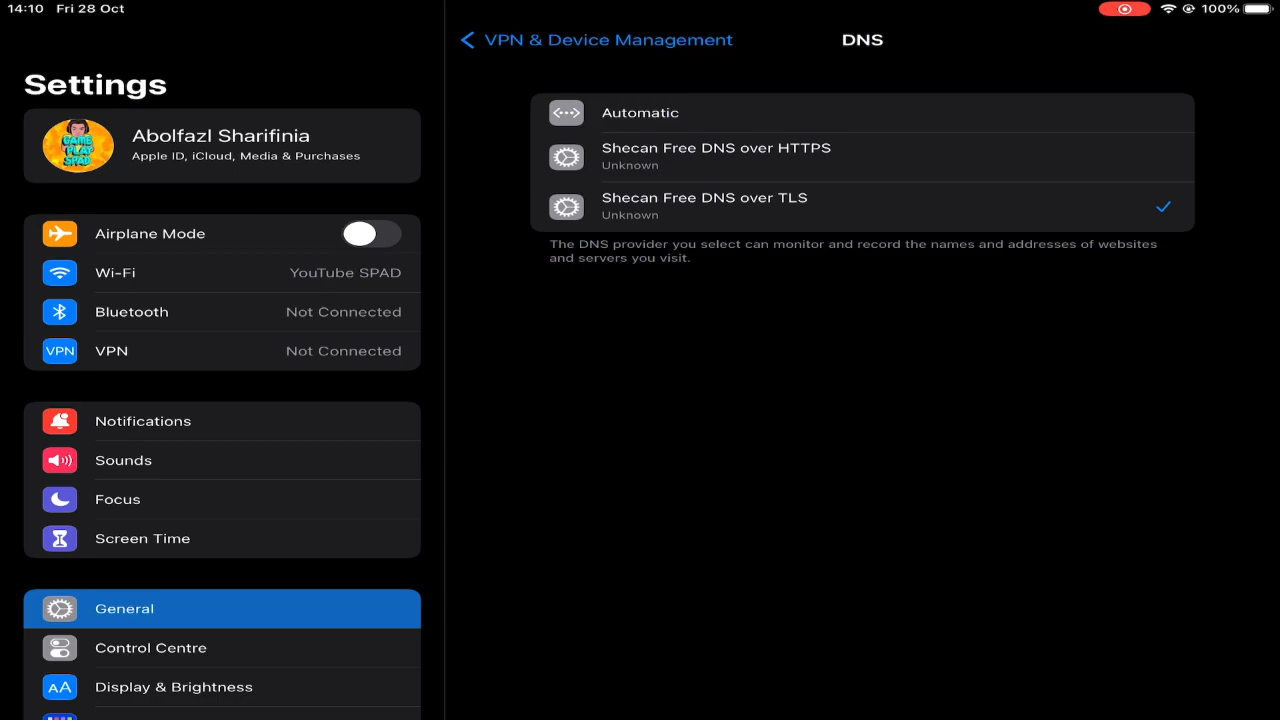 14:10 Fri 28 Oct
100%
Settings
GAME
PLAY
SPAD
Abolfazl Sharifinia
Apple ID, iCloud, Media & Purchases
Airplane Mode
Wi-Fi YouTube SPAD
Bluetooth Not Connected
VPN VPN Not Connected
Notifications
Sounds
Focus
Screen Time
General
Control Centre
AA Display & Brightness
VPN & Device Management
DNS
Automatic
Shecan Free DNS over HTTPS
Unknown
Shecan Free DNS over TLS
Unknown
The DNS provider you select can monitor and record the names and addresses of websites
and servers you visit.